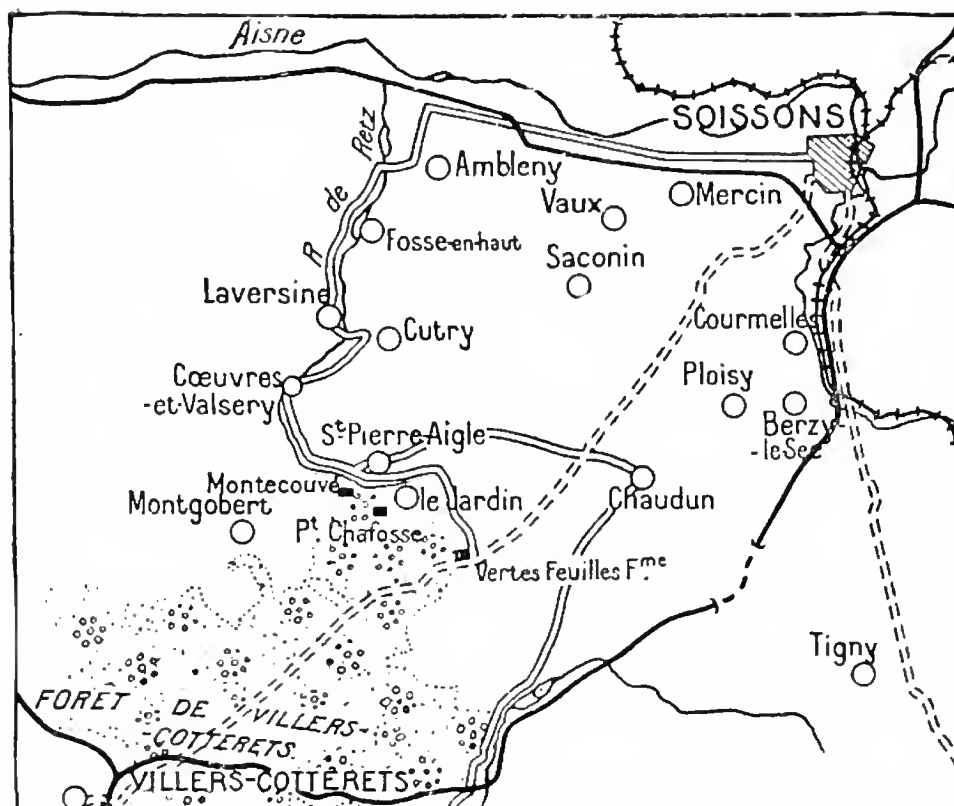 Aisne
SOISSONS
R. de Retz
Ambleny
Mercin
Vaux
Fosse-en-haut
Saconin
Laversine
Cutry
Courmelles
Cœuvres
-et-Valsery
Ploisy
Berzy
-le-Sec
St Pierre-Aigle
Chaudun
Montecouvé
le Jardin
Montgobert
Pt Chafosse
Vertes Feuilles Fme
Tigny
FORET DE VILLERS-
COTTERETS
VILLERS-COTTÊRETS